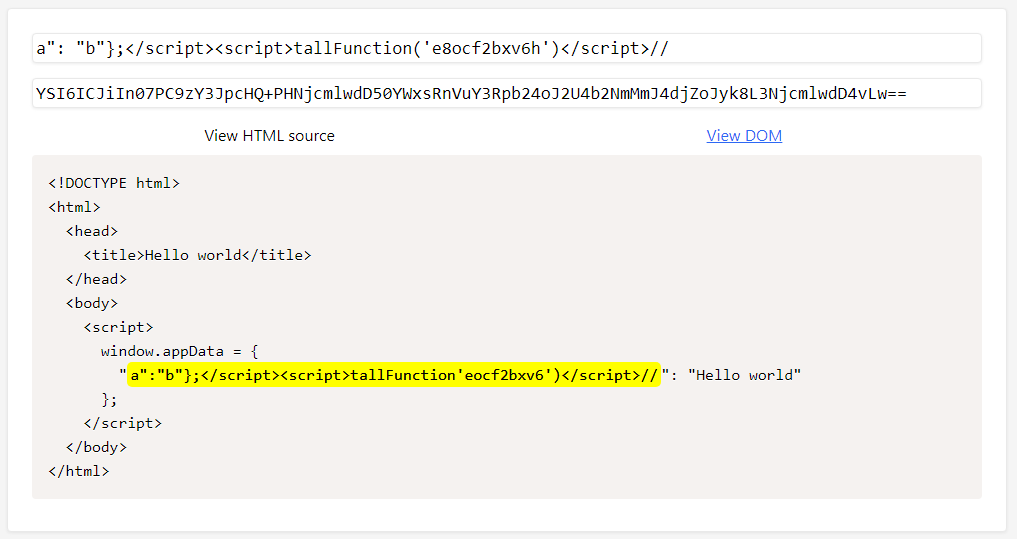 a": "b"};</script><script>tallFunction('e8ocf2bxv6h')</script>//
YSI6ICJiIn07PC9zY3JpcHQ+PHNjcmlwdD50YWxsRnVuY3Rpb24oJ2U4b2NmMmJ4djZoJyk8L3NjcmlwdD4vLw==
View HTML source
View DOM
<!DOCTYPE html>
<html>
<head>
<title>Hello world</title>
</head>
<body>
<script>
window.appData = {
"a":"b"};</script><script>tallFunction'eocf2bxv6')</script>//": "Hello world"
};
</script>
</body>
</html>